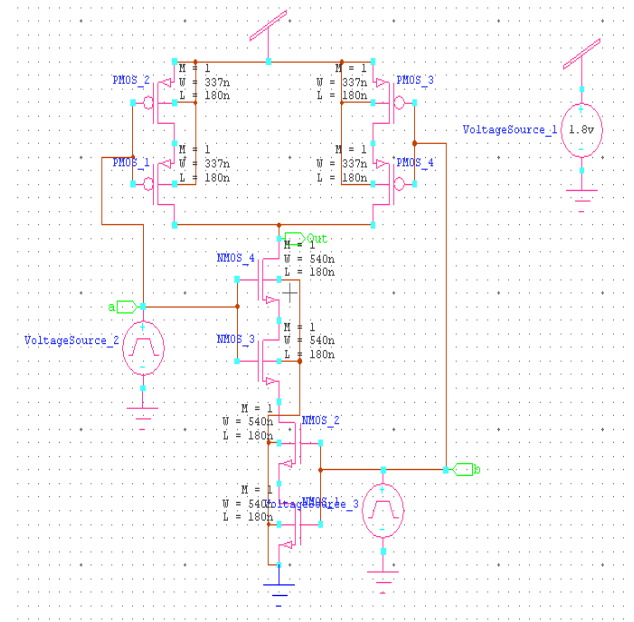 M = 1
W = 337n
L = 180n
PMOS_2
M = 1
W = 337n
L = 180n
PMOS_3
VoltageSource_1
1.8v
M = 1
W = 337n
L = 180n
PMOS_1
M = 1
W = 337n
L = 180n
PMOS_4
Out
M = 1
W = 540n
L = 180n
NMOS_4
a
VoltageSource_2
M = 1
W = 540n
L = 180n
NMOS_3
M = 1
W = 540n
L = 180n
NMOS_2
b
M = 1
W = 540n
L = 180n
NMOS_1
VoltageSource_3